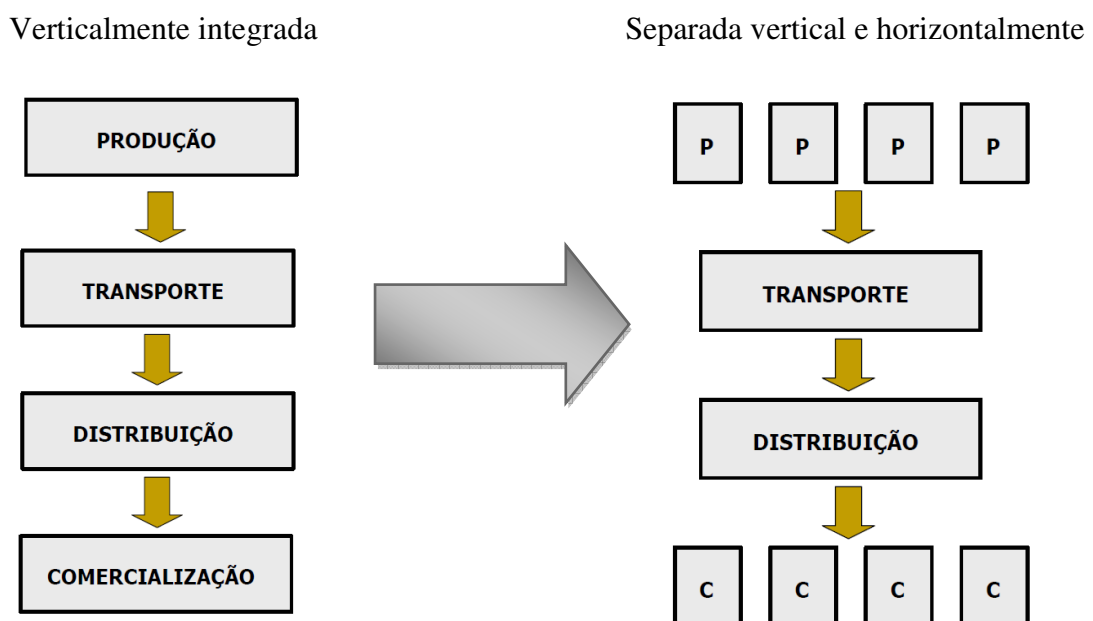 Verticalmente integrada
Separada vertical e horizontalmente
PRODUÇÃO
TRANSPORTE
DISTRIBUIÇÃO
COMERCIALIZAÇÃO
P P P P
TRANSPORTE
DISTRIBUIÇÃO
C C C C